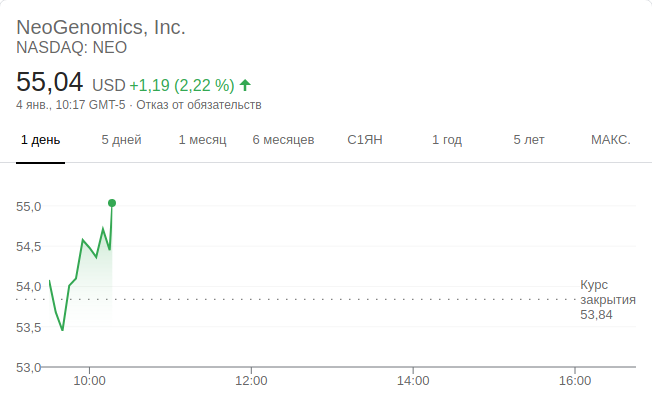 NeoGenomics, Inc.
NASDAQ: NEO
55,04 USD +1,19 (2,22 %)
4 янв., 10:17 GMT-5 · Отказ от обязательств
1 день 5 дней 1 месяц 6 месяцев С1ЯН 1 год 5 лет МАКС.
55,0
54,5
54,0
Курс
закрытия
53,84
53,5
53,0
10:00 12:00 14:00 16:00